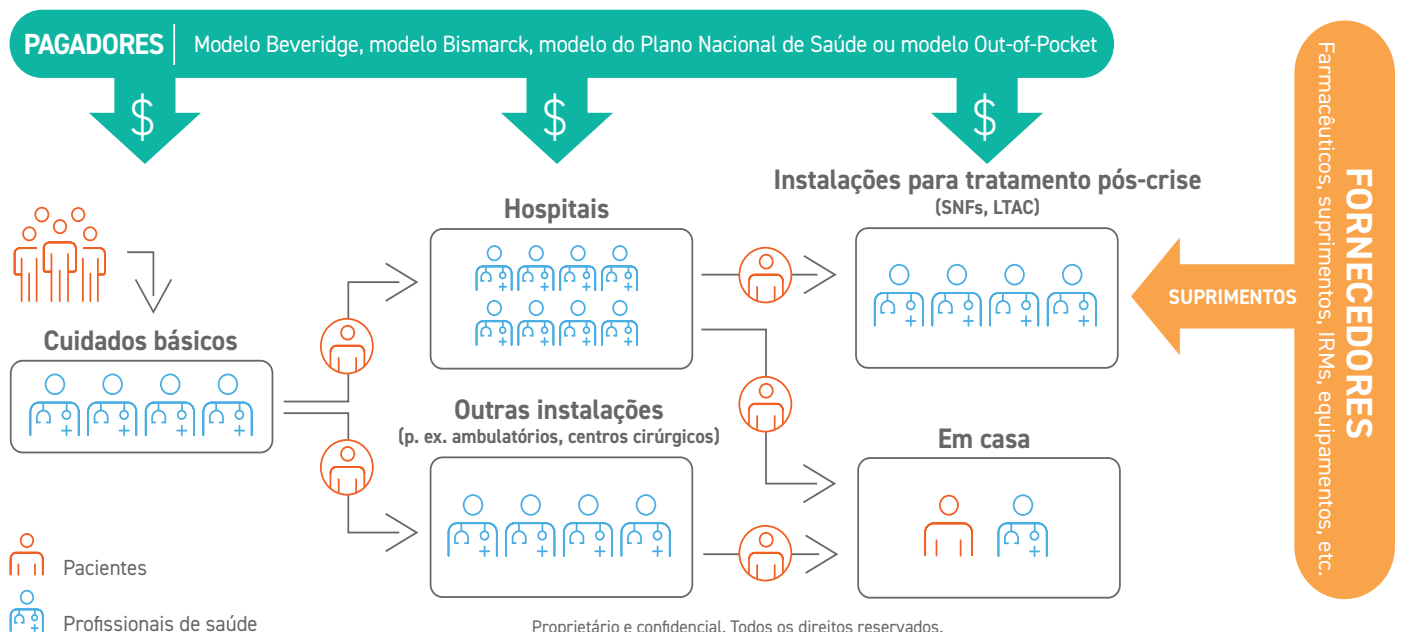 PAGADORES | Modelo Beveridge, modelo Bismarck, modelo do Plano Nacional de Saúde ou modelo Out-of-Pocket
$
$
$
Instalações para tratamento pós-crise
(SNFs, LTAC)
Hospitais
Cuidados básicos
Outras instalações
(p. ex. ambulatórios, centros cirúrgicos)
Em casa
SUPRIMENTOS
FORNECEDORES
Farmacêuticos, suprimentos, IRMs, equipamentos, etc.
Pacientes
Profissionais de saúde
Proprietário e confidencial. Todos os direitos reservados.